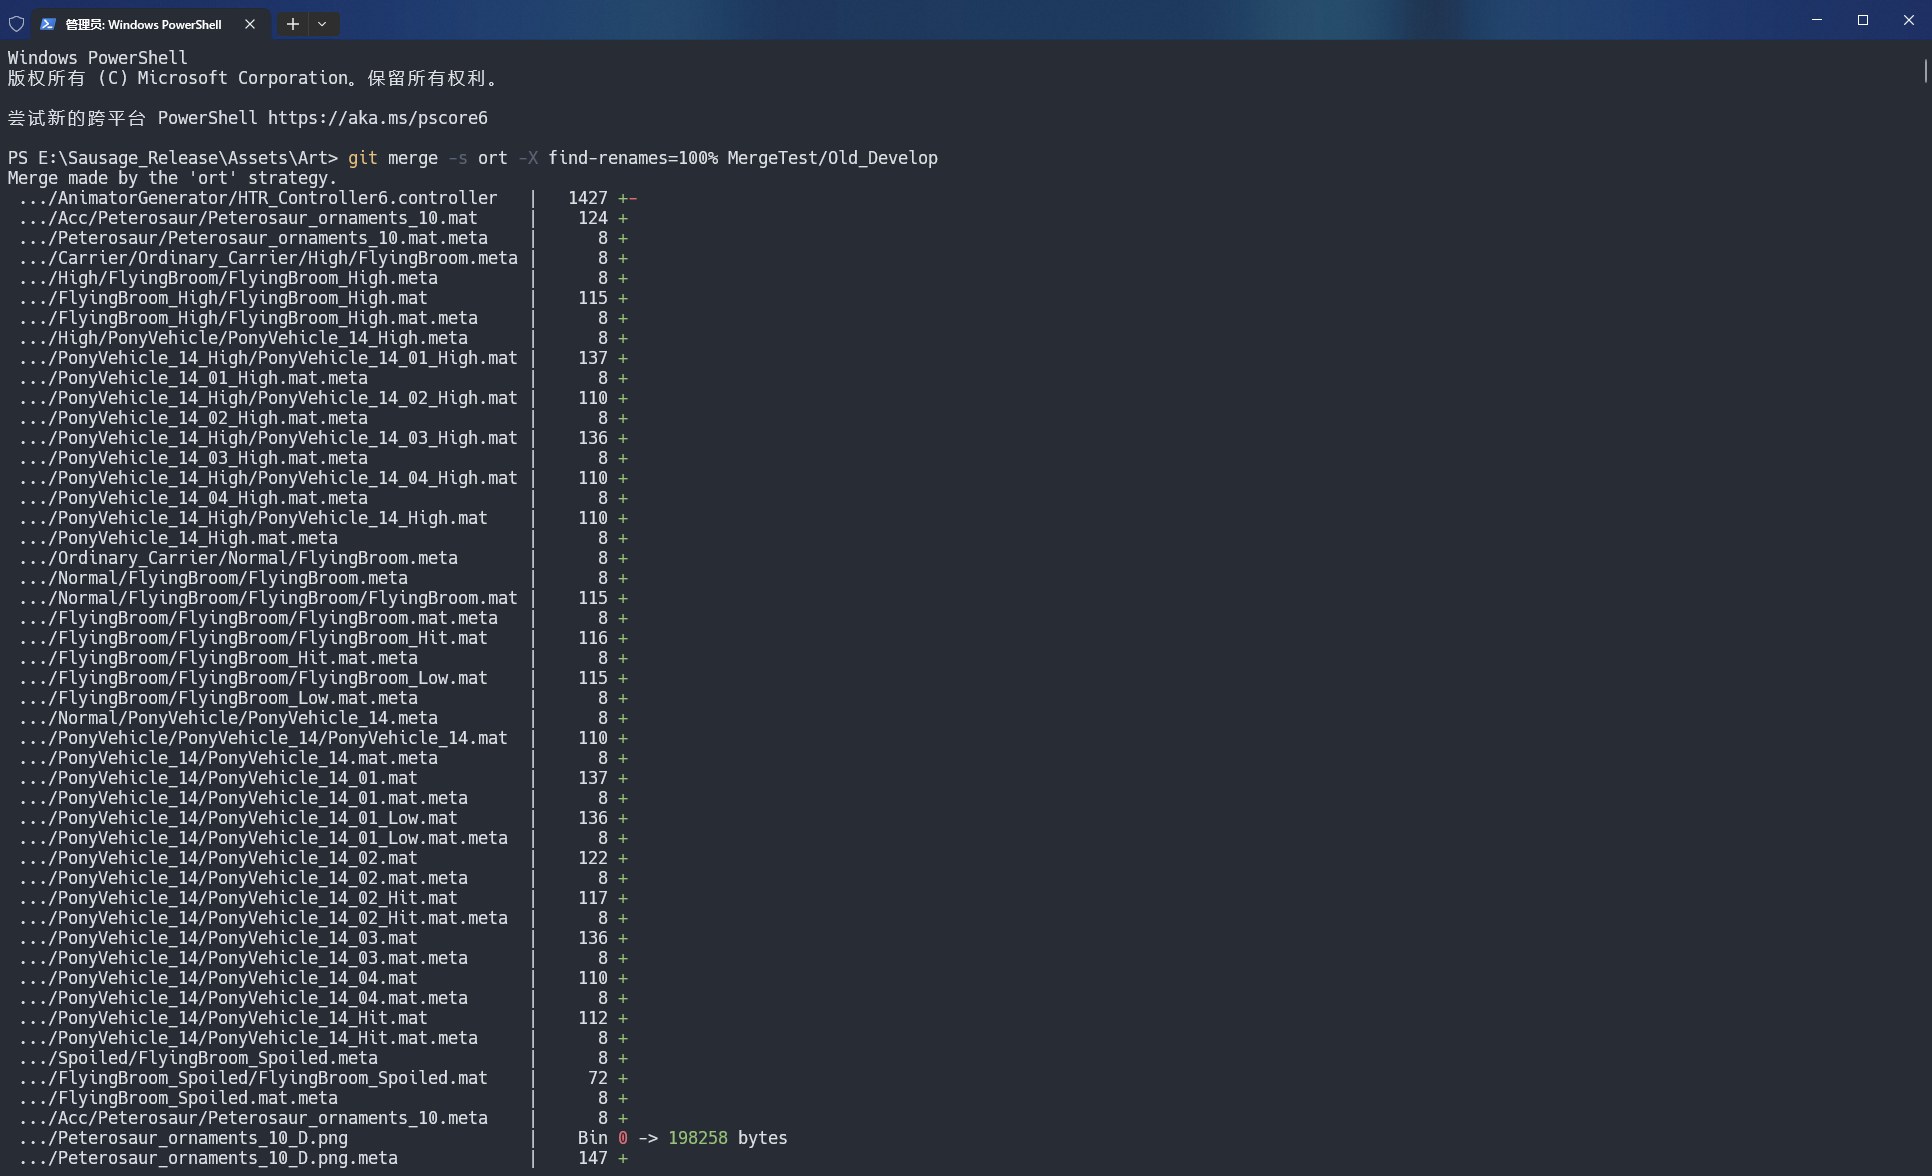 管理员: Windows PowerShell
Windows PowerShell
版权所有 (C) Microsoft Corporation。保留所有权利。
尝试新的跨平台 PowerShell https://aka.ms/pscore6
PS E:\Sausage_Release\Assets\Art> git merge -s ort -X find-renames=100% MergeTest/Old_Develop
Merge made by the 'ort' strategy.
.../AnimatorGenerator/HTR_Controller6.controller | 1427 +-
.../Acc/Peterosaur/Peterosaur_ornaments_10.mat | 124 +
.../Peterosaur/Peterosaur_ornaments_10.mat.meta | 8 +
.../Carrier/Ordinary_Carrier/High/FlyingBroom.meta | 8 +
.../High/FlyingBroom/FlyingBroom_High.meta | 8 +
.../FlyingBroom_High/FlyingBroom_High.mat | 115 +
.../FlyingBroom_High/FlyingBroom_High.mat.meta | 8 +
.../High/PonyVehicle/PonyVehicle_14_High.meta | 8 +
.../PonyVehicle_14_High/PonyVehicle_14_01_High.mat | 137 +
.../PonyVehicle_14_01_High.mat.meta | 8 +
.../PonyVehicle_14_High/PonyVehicle_14_02_High.mat | 110 +
.../PonyVehicle_14_02_High.mat.meta | 8 +
.../PonyVehicle_14_High/PonyVehicle_14_03_High.mat | 136 +
.../PonyVehicle_14_03_High.mat.meta | 8 +
.../PonyVehicle_14_High/PonyVehicle_14_04_High.mat | 110 +
.../PonyVehicle_14_04_High.mat.meta | 8 +
.../PonyVehicle_14_High/PonyVehicle_14_High.mat | 110 +
.../PonyVehicle_14_High.mat.meta | 8 +
.../Ordinary_Carrier/Normal/FlyingBroom.meta | 8 +
.../Normal/FlyingBroom/FlyingBroom.meta | 8 +
.../Normal/FlyingBroom/FlyingBroom/FlyingBroom.mat | 115 +
.../FlyingBroom/FlyingBroom/FlyingBroom.mat.meta | 8 +
.../FlyingBroom/FlyingBroom/FlyingBroom_Hit.mat | 116 +
.../FlyingBroom/FlyingBroom_Hit.mat.meta | 8 +
.../FlyingBroom/FlyingBroom/FlyingBroom_Low.mat | 115 +
.../FlyingBroom/FlyingBroom_Low.mat.meta | 8 +
.../Normal/PonyVehicle/PonyVehicle_14.meta | 8 +
.../PonyVehicle/PonyVehicle_14/PonyVehicle_14.mat | 110 +
.../PonyVehicle_14/PonyVehicle_14.mat.meta | 8 +
.../PonyVehicle_14/PonyVehicle_14_01.mat | 137 +
.../PonyVehicle_14/PonyVehicle_14_01.mat.meta | 8 +
.../PonyVehicle_14/PonyVehicle_14_01_Low.mat | 136 +
.../PonyVehicle_14/PonyVehicle_14_01_Low.mat.meta | 8 +
.../PonyVehicle_14/PonyVehicle_14_02.mat | 122 +
.../PonyVehicle_14/PonyVehicle_14_02.mat.meta | 8 +
.../PonyVehicle_14/PonyVehicle_14_02_Hit.mat | 117 +
.../PonyVehicle_14/PonyVehicle_14_02_Hit.mat.meta | 8 +
.../PonyVehicle_14/PonyVehicle_14_03.mat | 136 +
.../PonyVehicle_14/PonyVehicle_14_03.mat.meta | 8 +
.../PonyVehicle_14/PonyVehicle_14_04.mat | 110 +
.../PonyVehicle_14/PonyVehicle_14_04.mat.meta | 8 +
.../PonyVehicle_14/PonyVehicle_14_Hit.mat | 112 +
.../PonyVehicle_14/PonyVehicle_14_Hit.mat.meta | 8 +
.../Spoiled/FlyingBroom_Spoiled.meta | 8 +
.../FlyingBroom_Spoiled/FlyingBroom_Spoiled.mat | 72 +
.../FlyingBroom_Spoiled.mat.meta | 8 +
.../Acc/Peterosaur/Peterosaur_ornaments_10.meta | 8 +
.../Peterosaur_ornaments_10_D.png | Bin 0 -> 198258 bytes
.../Peterosaur_ornaments_10_D.png.meta | 147 +